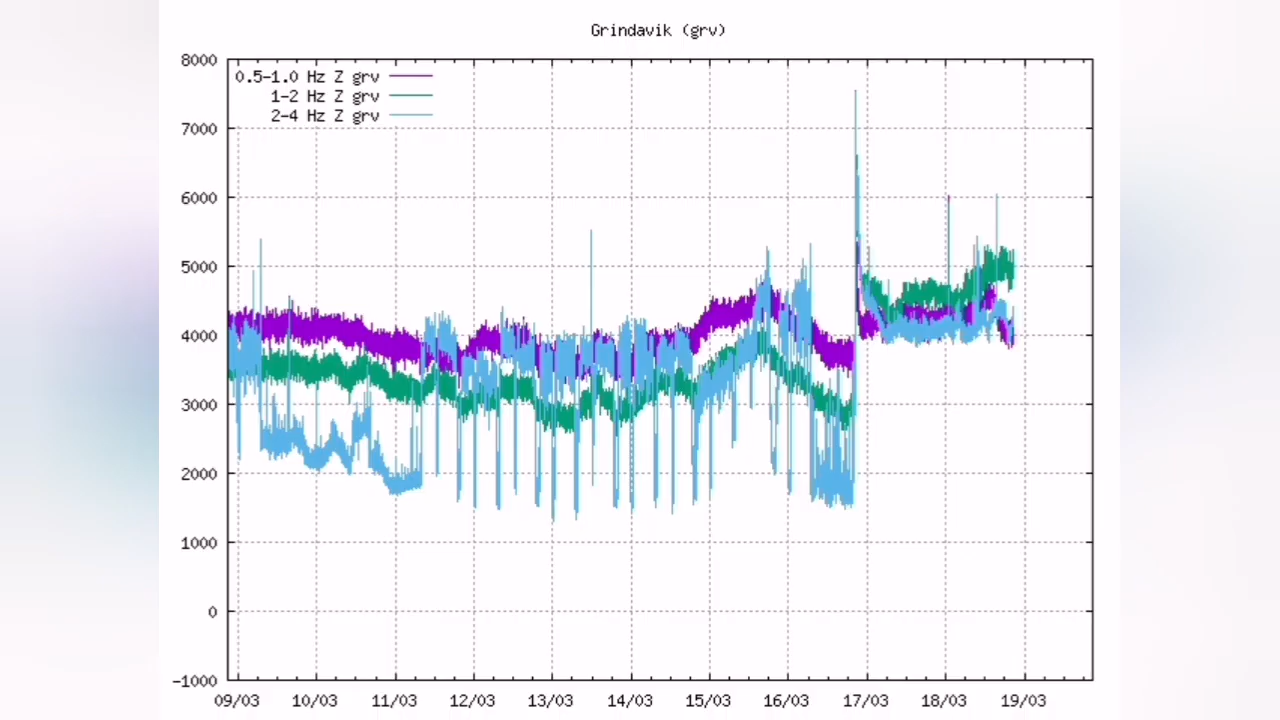 Grindavik (grv)
8000
0.5-1.0 Hz Z grv
1-2 Hz Z grv
2-4 Hz Z grv
7000
6000
5000
4000
3000
2000
1000
0
-1000
09/03 10/03 11/03 12/03 13/03 14/03 15/03 16/03 17/03 18/03 19/03